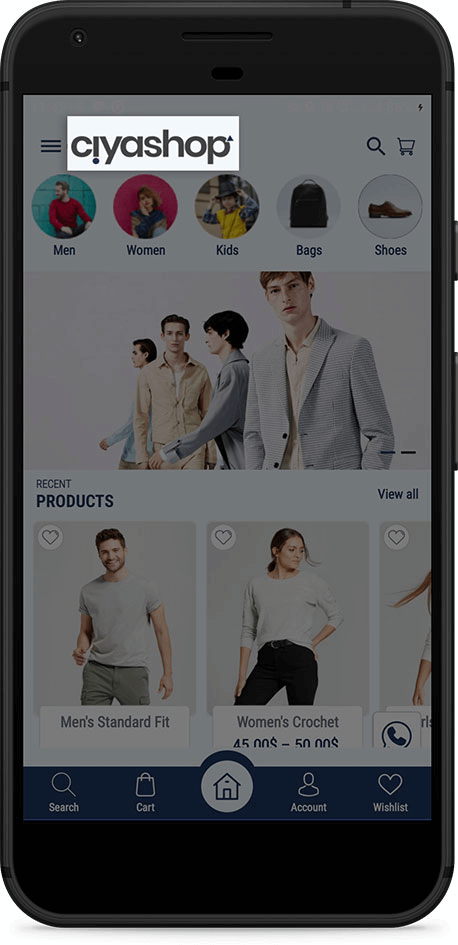 ciyashop
Men Women Kids Bags Shoes
RECENT
PRODUCTS
View all
Men's Standard Fit
Women's Crochet
45.00$ – 50.00$
Search Cart Account Wishlist